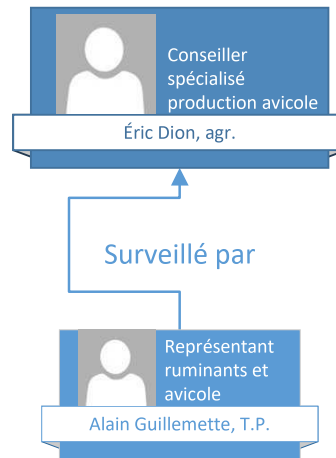 Conseiller
spécialisé
production avicole
Éric Dion, agr.
Surveillé par
Représentant
ruminants et
avicole
Alain Guillemette, T.P.